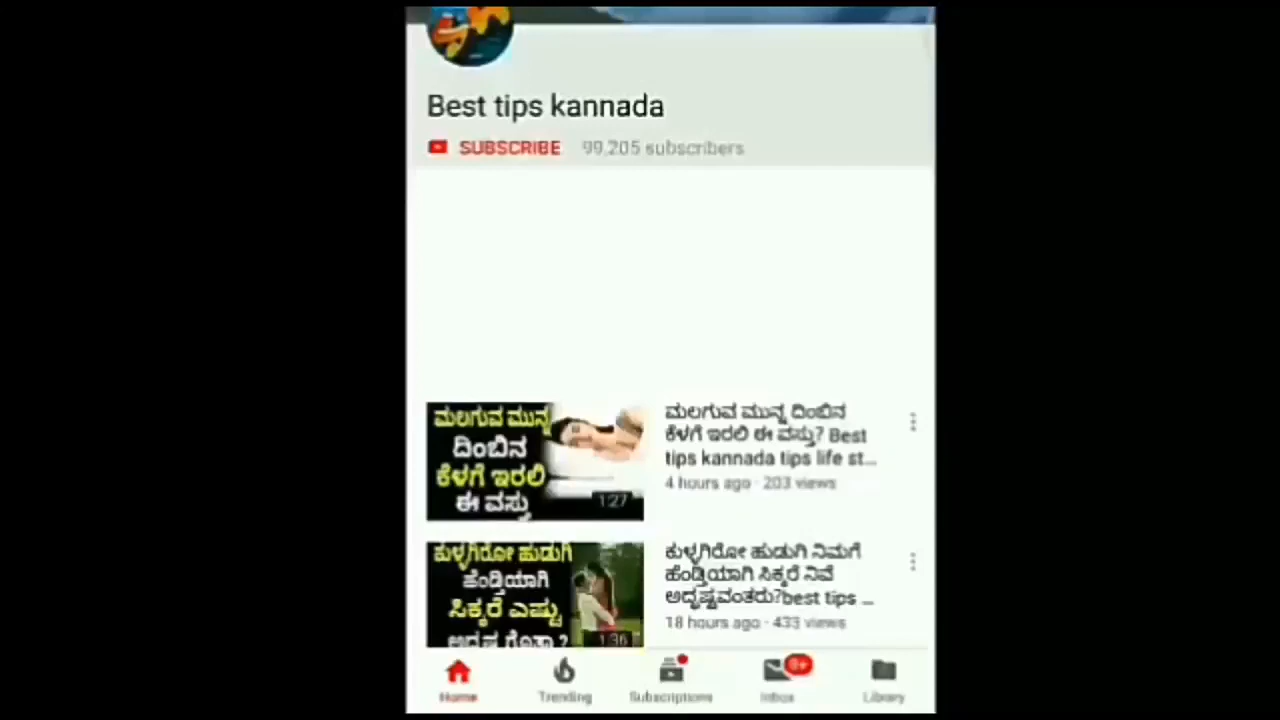 Best tips kannada
SUBSCRIBE 99,205 subscribers
ಮಲಗುವ ಮುನ್ನ
ದಿಂಬಿನ
ಕೆಳಗೆ ಇರಲಿ
ಈ ವಸ್ತು
1:27
ಮಲಗುವ ಮುನ್ನ ದಿಂಬಿನ
ಕೆಳಗೆ ಇರಲಿ ಈ ವಸ್ತು? Best
tips kannada tips life st...
4 hours ago · 203 views
ಕುಳ್ಳಗಿರೋ ಹುಡುಗಿ
ಹೆಂಡ್ತಿಯಾಗಿ
ಸಿಕ್ಕರೆ ಎಷ್ಟು
ಅದೃಷ್ಟ ಗೊತ್ತಾ ?
1:36
ಕುಳ್ಳಗಿರೋ ಹುಡುಗಿ ನಿಮಗೆ
ಹೆಂಡ್ತಿಯಾಗಿ ಸಿಕ್ಕರೆ ನಿವೆ
ಅದೃಷ್ಟವಂತರು?best tips ...
18 hours ago · 433 views
9+
Home Trending Subscriptions Inbox Library